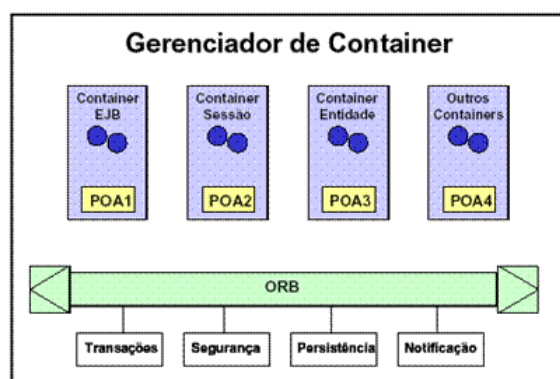 Gerenciador de Container
Container
EJB
Container
Sessão
Container
Entidade
Outros
Containers
POA1
POA2
POA3
POA4
ORB
Transações
Segurança
Persistência
Notificação